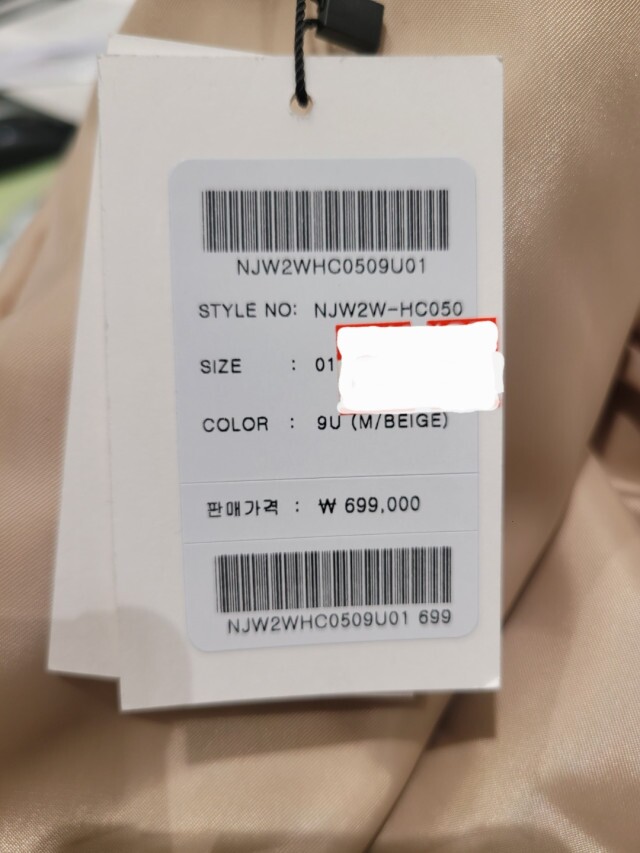 NJW2WHC0509U01
STYLE NO: NJW2W-HC050
SIZE : 01
COLOR : 9U (M/BEIGE)
판매가격 : ₩ 699,000
NJW2WHC0509U01 699